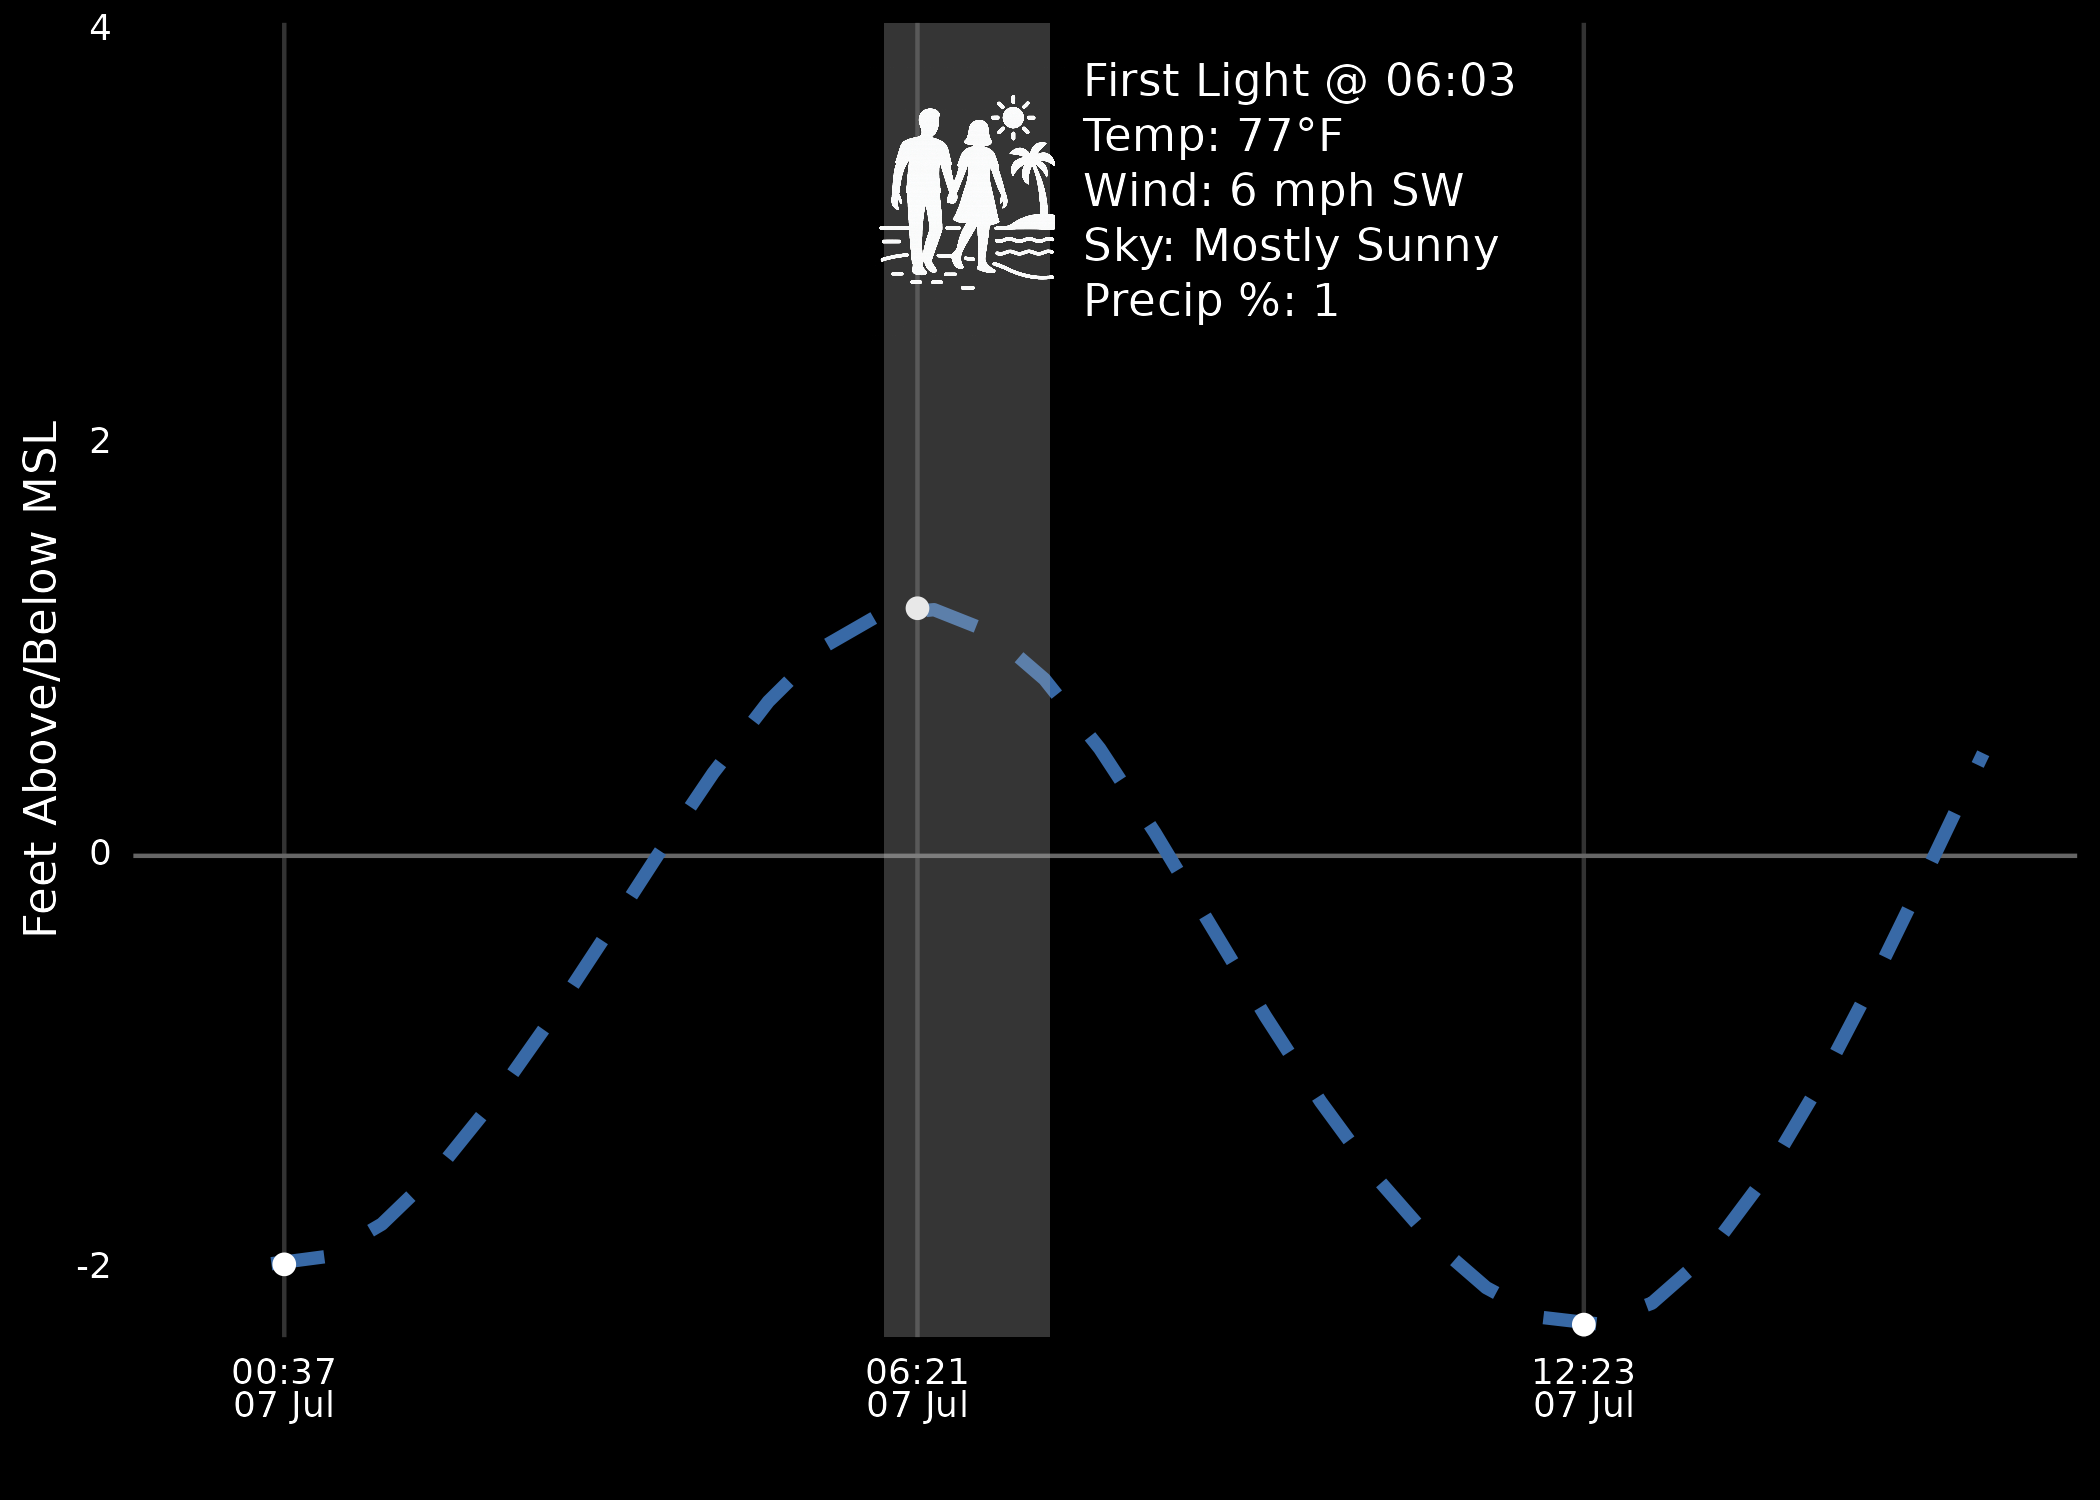 4
First Light @ 06:03
Temp: 77°F
Wind: 6 mph SW
Sky: Mostly Sunny
Precip %: 1
2
Feet Above/Below MSL
0
-2
00:37
07 Jul
06:21
07 Jul
12:23
07 Jul